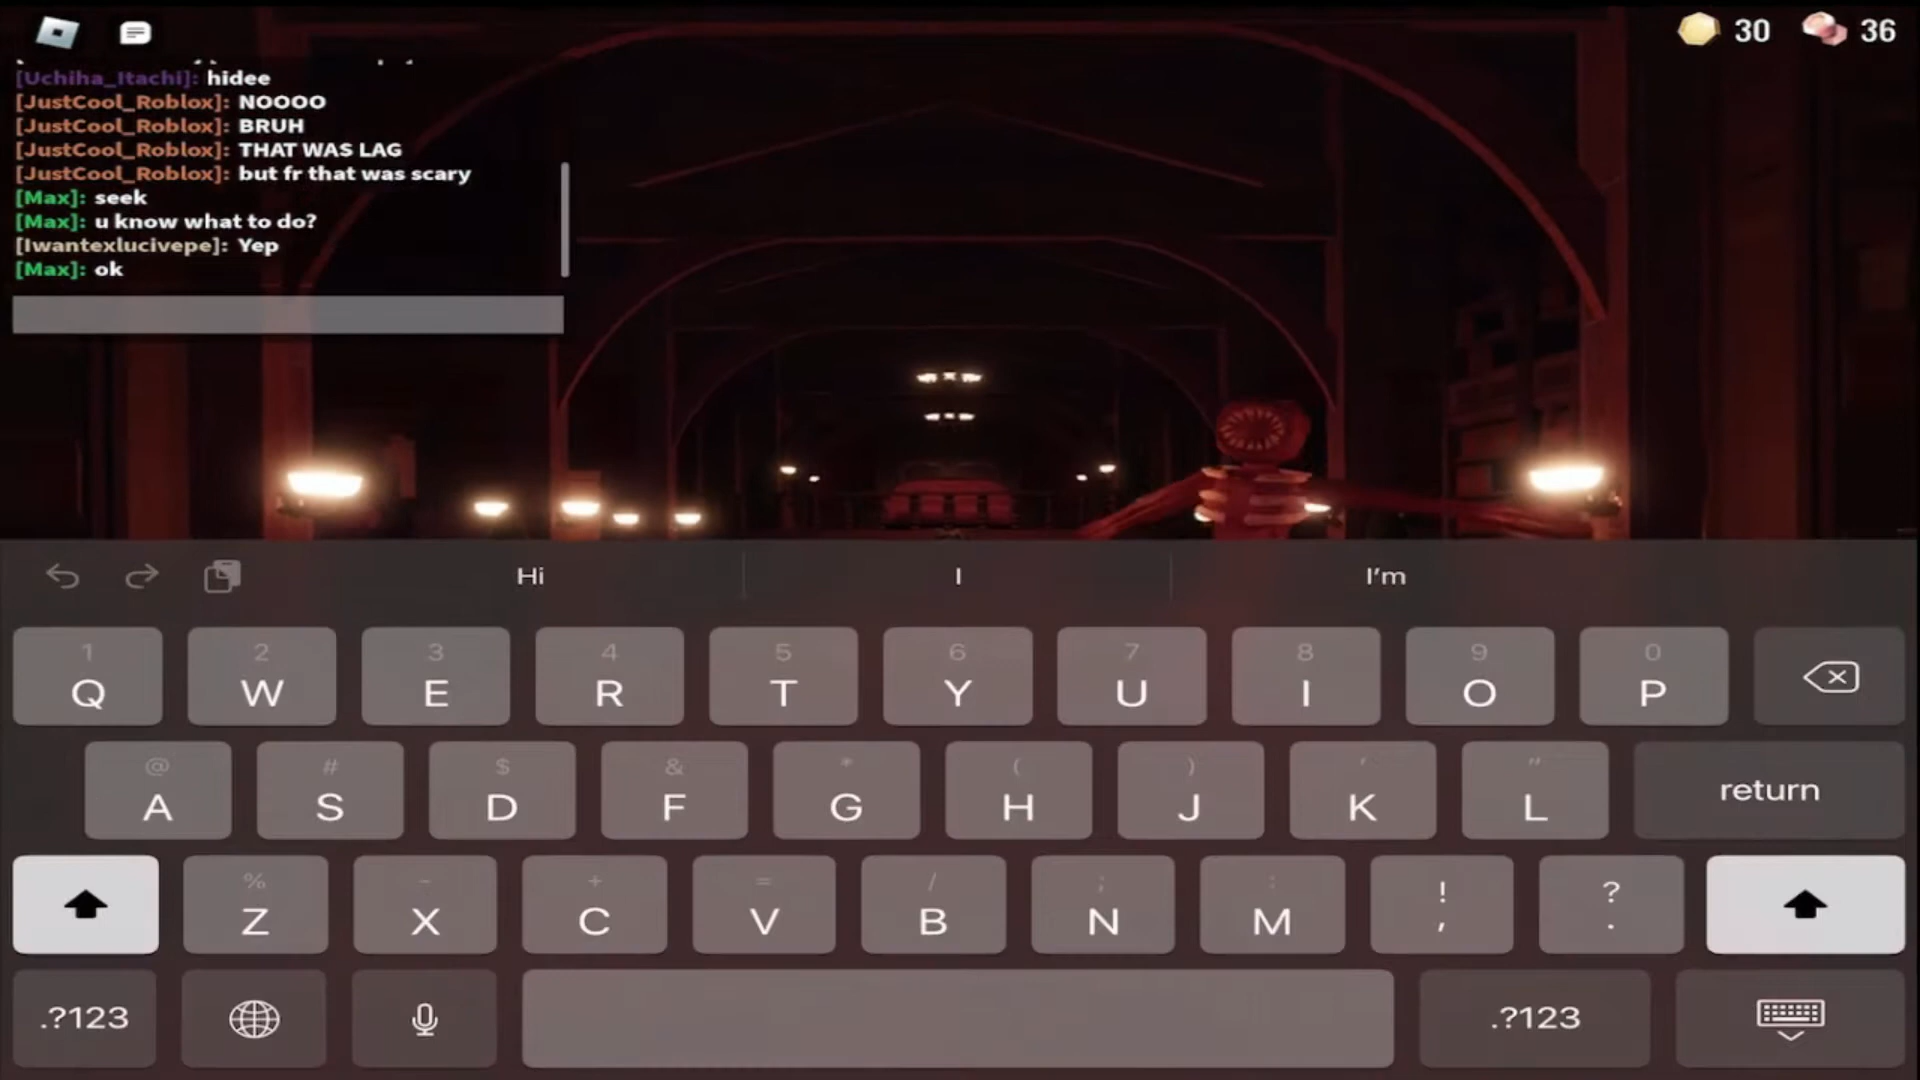 30 36
[Uchiha_Itachi]: hidee
[JustCool_Roblox]: NOOOO
[JustCool_Roblox]: BRUH
[JustCool_Roblox]: THAT WAS LAG
[JustCool_Roblox]: but fr that was scary
[Max]: seek
[Max]: u know what to do?
[Iwantexlucivepe]: Yep
[Max]: ok
Hi I I'm
1 2 3 4 5 6 7 8 9 0
Q W E R T Y U I O P
@ # $ & * ( ) ' "
A S D F G H J K L return
% - + = / ; : ! ?
Z X C V B N M , .
.?123 .?123